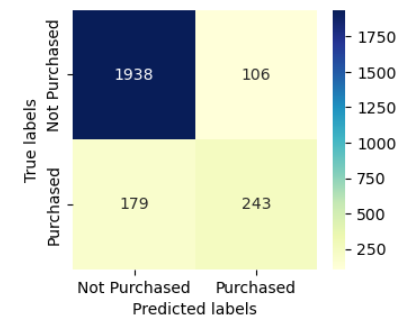 True labels
Not Purchased
Purchased
1938 106
179 243
Not Purchased Purchased
Predicted labels
1750
1500
1250
1000
750
500
250